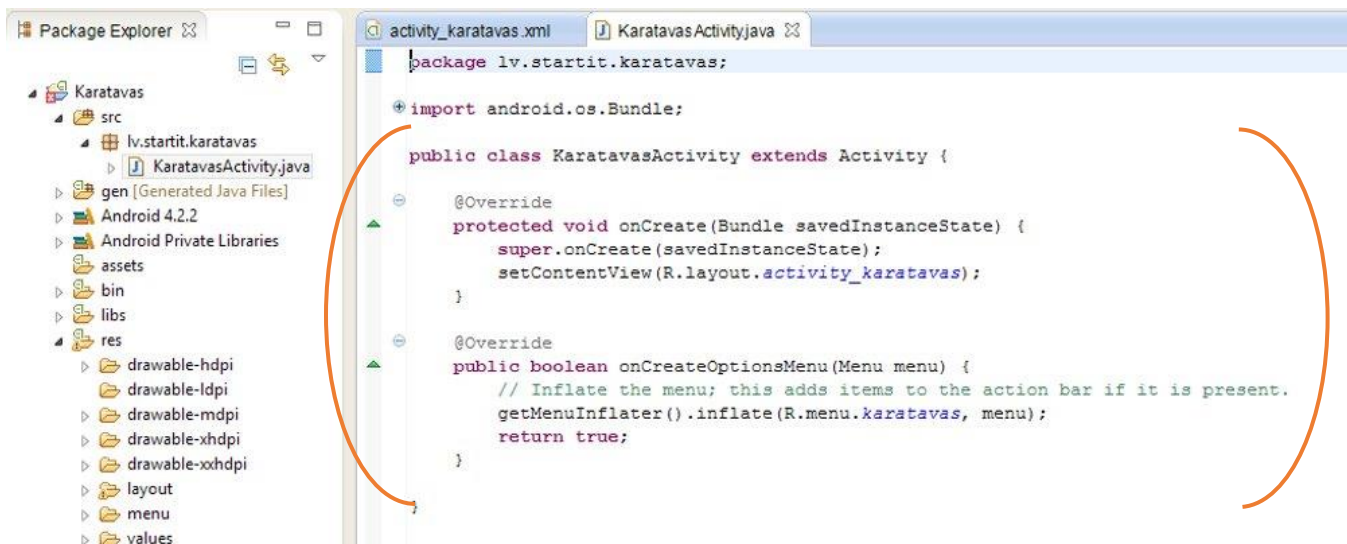 Package Explorer
Karatavas
src
lv.startit.karatavas
KaratavasActivity.java
gen [Generated Java Files]
Android 4.2.2
Android Private Libraries
assets
bin
libs
res
drawable-hdpi
drawable-ldpi
drawable-mdpi
drawable-xhdpi
drawable-xxhdpi
layout
menu
values
activity_karatavas.xml
KaratavasActivity.java
package lv.startit.karatavas;
import android.os.Bundle;
public class KaratavasActivity extends Activity {
@Override
protected void onCreate(Bundle savedInstanceState) {
super.onCreate(savedInstanceState);
setContentView(R.layout.activity_karatavas);
}
@Override
public boolean onCreateOptionsMenu(Menu menu) {
// Inflate the menu; this adds items to the action bar if it is present.
getMenuInflater().inflate(R.menu.karatavas, menu);
return true;
}
}